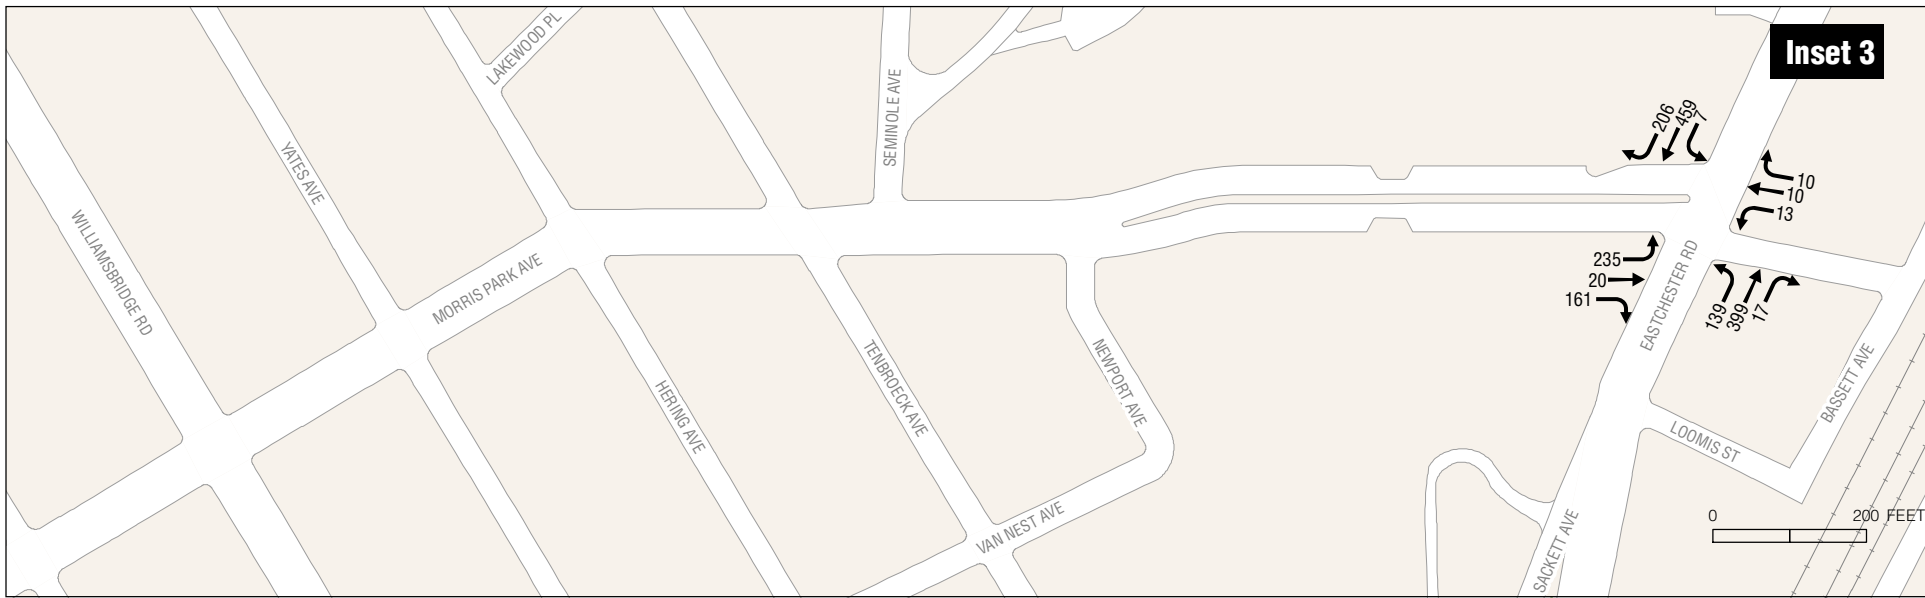 Inset 3
LAKEWOOD PL
SEMINOLE AVE
YATES AVE
WILLIAMSBRIDGE RD
MORRIS PARK AVE
HERING AVE
TENBROECK AVE
NEWPORT AVE
VAN NEST AVE
206
459
7
10
10
13
235
20
161
139
399
17
EASTCHESTER RD
BASSETT AVE
LOOMIS ST
SACKETT AVE
0 200 FEET